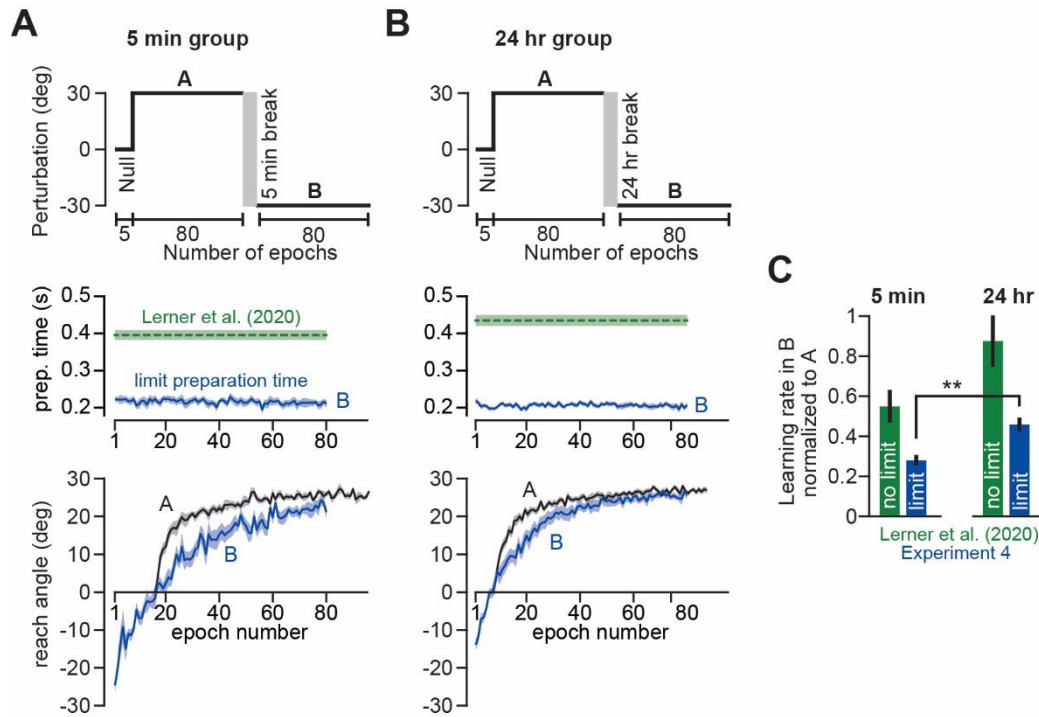 A
5 min group
Perturbation (deg)
30
0
-30
Null
A
5 min break
B
5
80
80
Number of epochs
prep. time (s)
0.5
0.4
0.3
0.2
Lerner et al. (2020)
limit preparation time
B
1
20
40
60
80
reach angle (deg)
30
20
10
0
-10
-20
-30
A
B
1
20
40
60
80
epoch number
B
24 hr group
30
0
-30
Null
A
24 hr break
B
5
80
80
Number of epochs
0.5
0.4
0.3
0.2
B
1
20
40
60
80
30
20
10
0
-10
-20
-30
A
B
1
20
40
60
80
epoch number
C
5 min
24 hr
Learning rate in B
normalized to A
1
0.8
0.6
0.4
0.2
0
**
no limit
limit
no limit
limit
Lerner et al. (2020)
Experiment 4